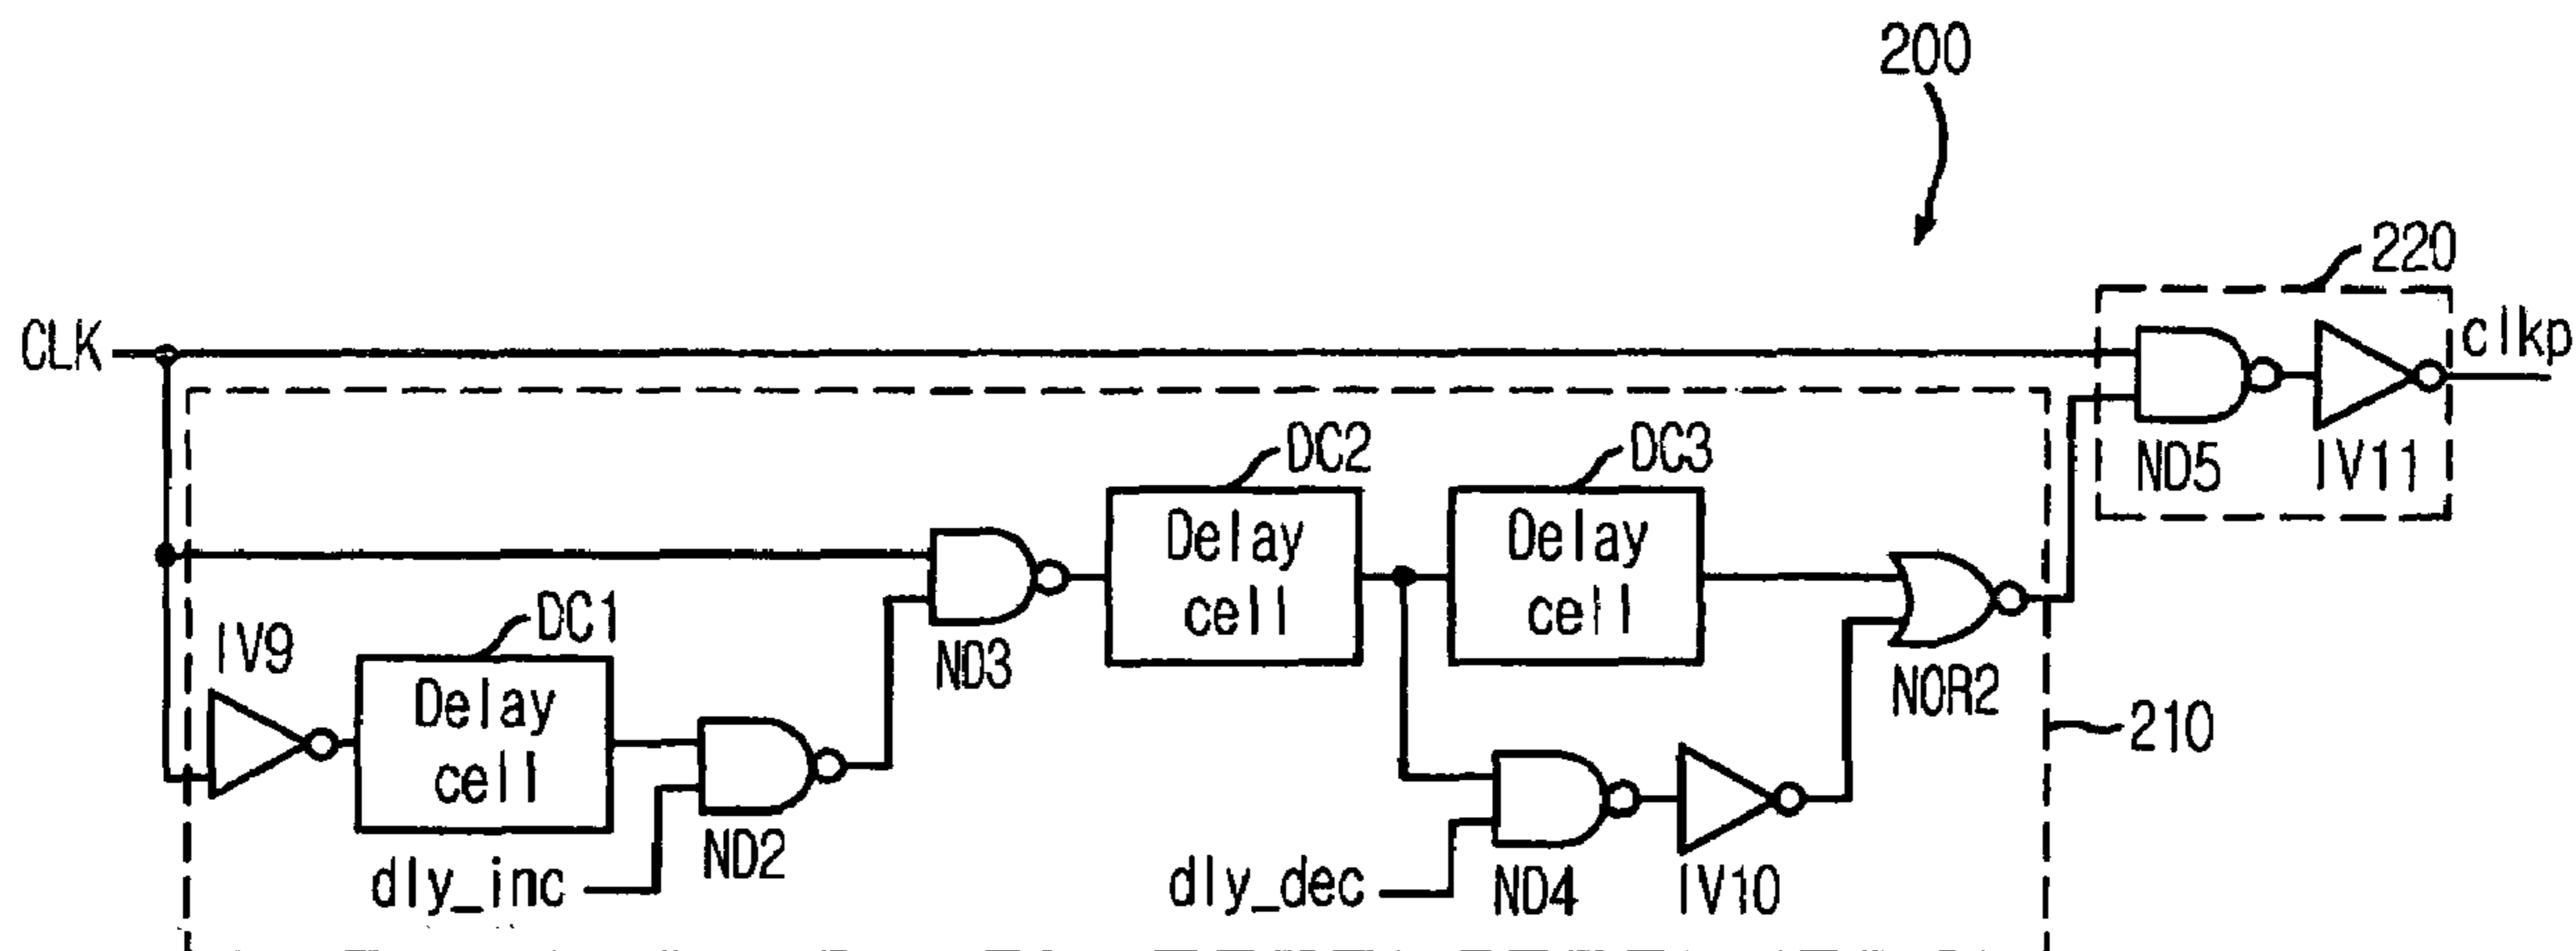 200
220
CLK
clkp
DC2
DC3
ND5
IV11
Delay
cell
Delay
cell
DC1
IV9
ND3
NOR2
Delay
cell
210
ND2
dly_inc
dly_dec
ND4
IV10